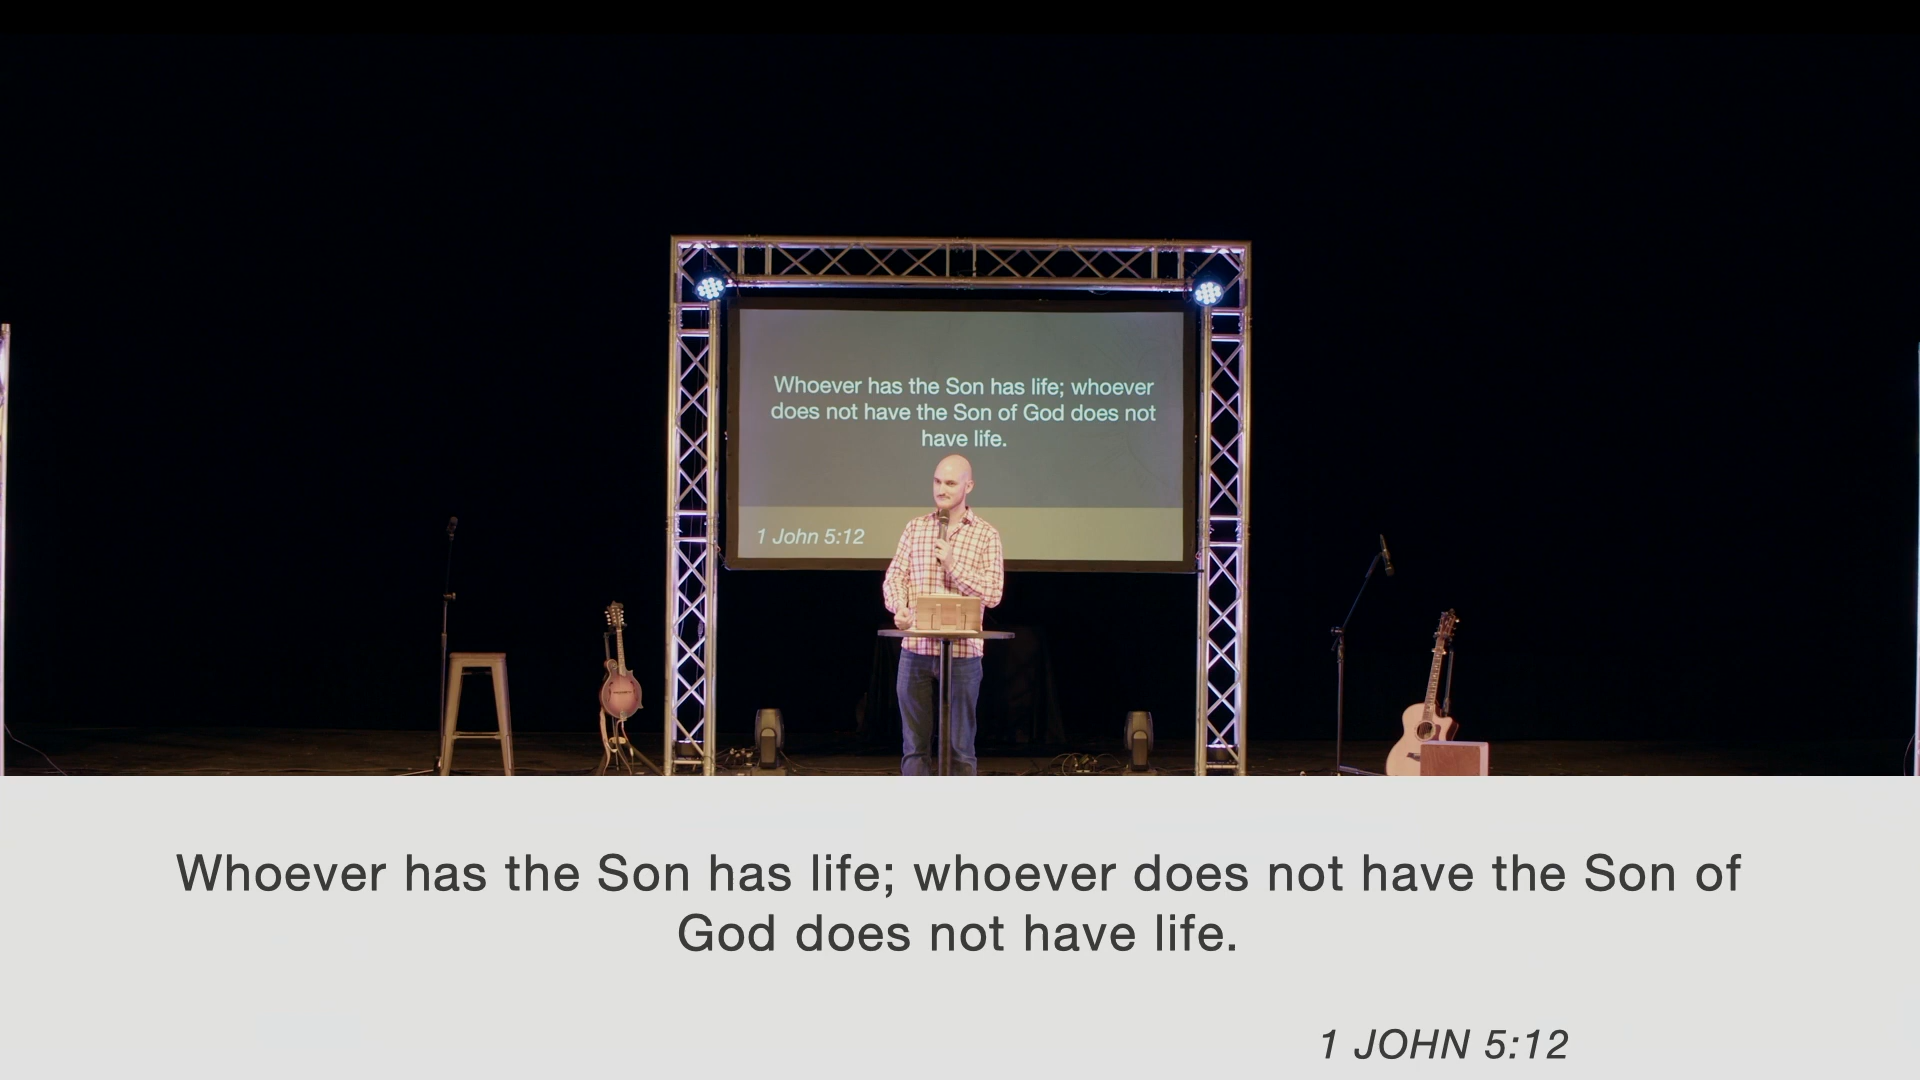 Whoever has the Son has life; whoever
does not have the Son of God does not
have life.
1 John 5:12
Whoever has the Son has life; whoever does not have the Son of
God does not have life.
1 JOHN 5:12